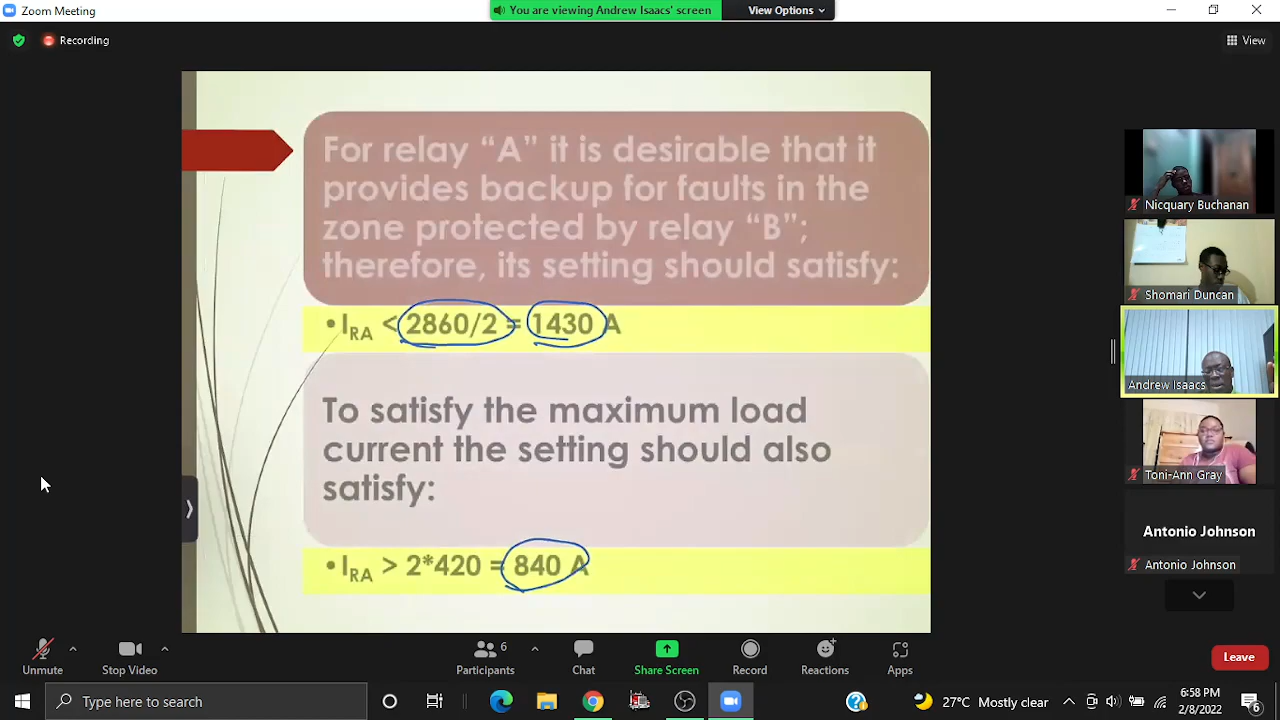 Zoom Meeting
You are viewing Andrew Isaacs' screen
View Options
Recording
View
For relay “A” it is desirable that it
provides backup for faults in the
zone protected by relay “B”;
therefore, its setting should satisfy:
• IRA < 2860/2 = 1430 A
To satisfy the maximum load
current the setting should also
satisfy:
• IRA > 2*420 = 840 A
Nicquary Buchanan
Shomari Duncan
Andrew Isaacs
Toni-Ann Gray
Antonio Johnson
Antonio Johnson
Unmute
Stop Video
6
Participants
Chat
Share Screen
Record
Reactions
Apps
Leave
Type here to search
27°C Mostly clear
6:58 PM
2/8/2022
6